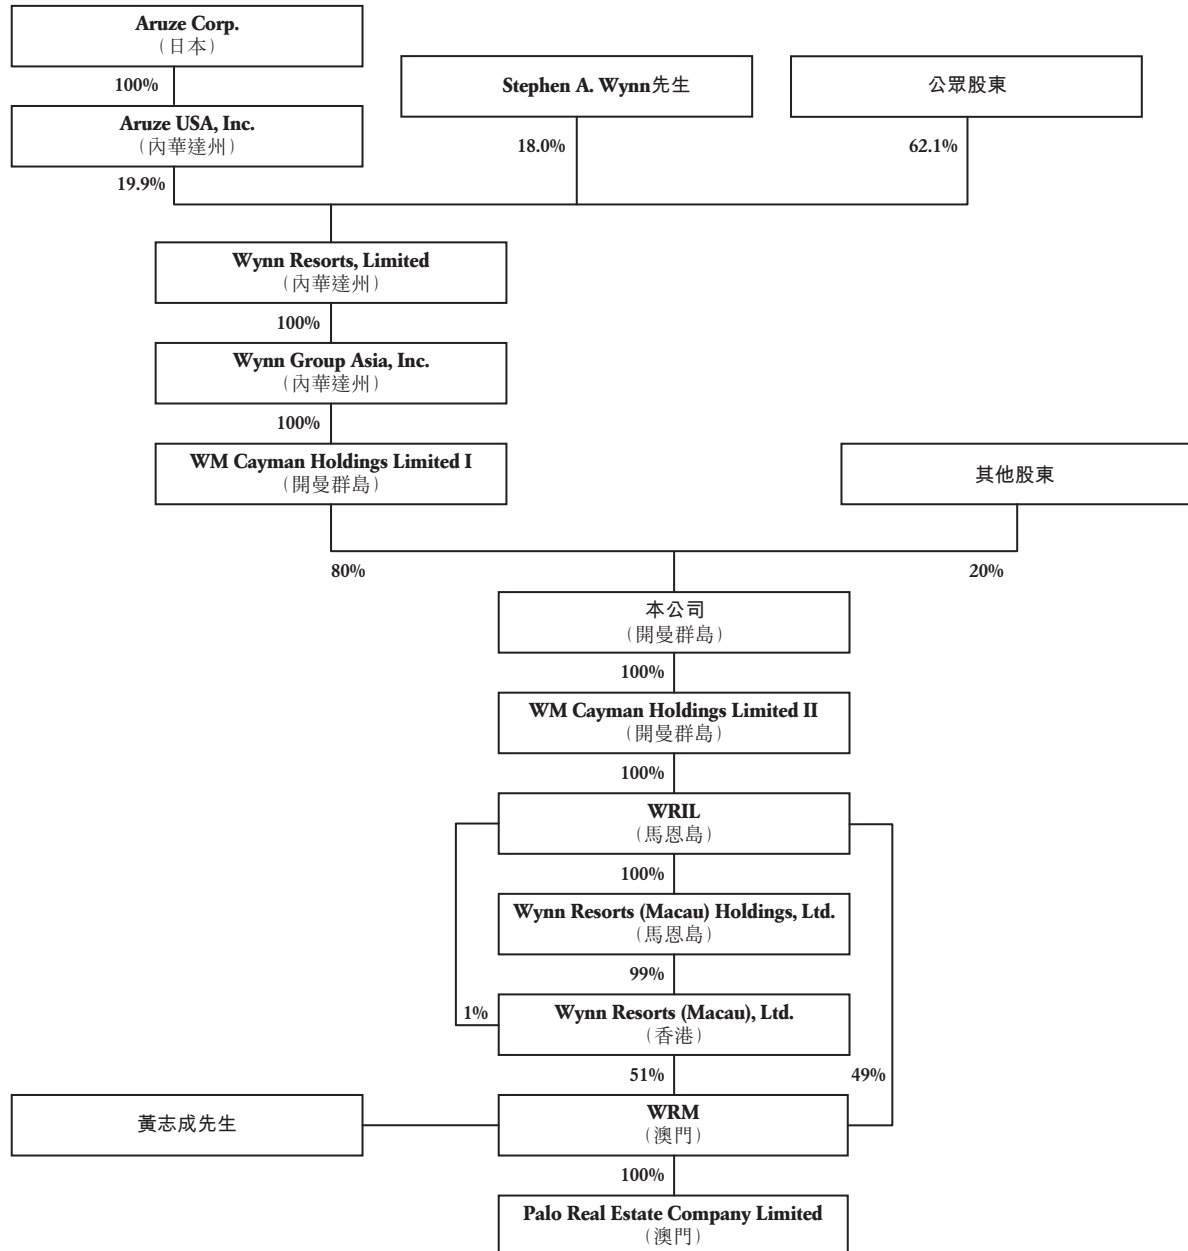 Aruze Corp.
（日本）
100%
Stephen A. Wynn先生
公眾股東
Aruze USA, Inc.
（內華達州）
18.0%
62.1%
19.9%
Wynn Resorts, Limited
（內華達州）
100%
Wynn Group Asia, Inc.
（內華達州）
100%
WM Cayman Holdings Limited I
（開曼群島）
其他股東
80%
20%
本公司
（開曼群島）
100%
WM Cayman Holdings Limited II
（開曼群島）
100%
WRIL
（馬恩島）
100%
Wynn Resorts (Macau) Holdings, Ltd.
（馬恩島）
99%
1%
Wynn Resorts (Macau), Ltd.
（香港）
51%
49%
黃志成先生
WRM
（澳門）
100%
Palo Real Estate Company Limited
（澳門）